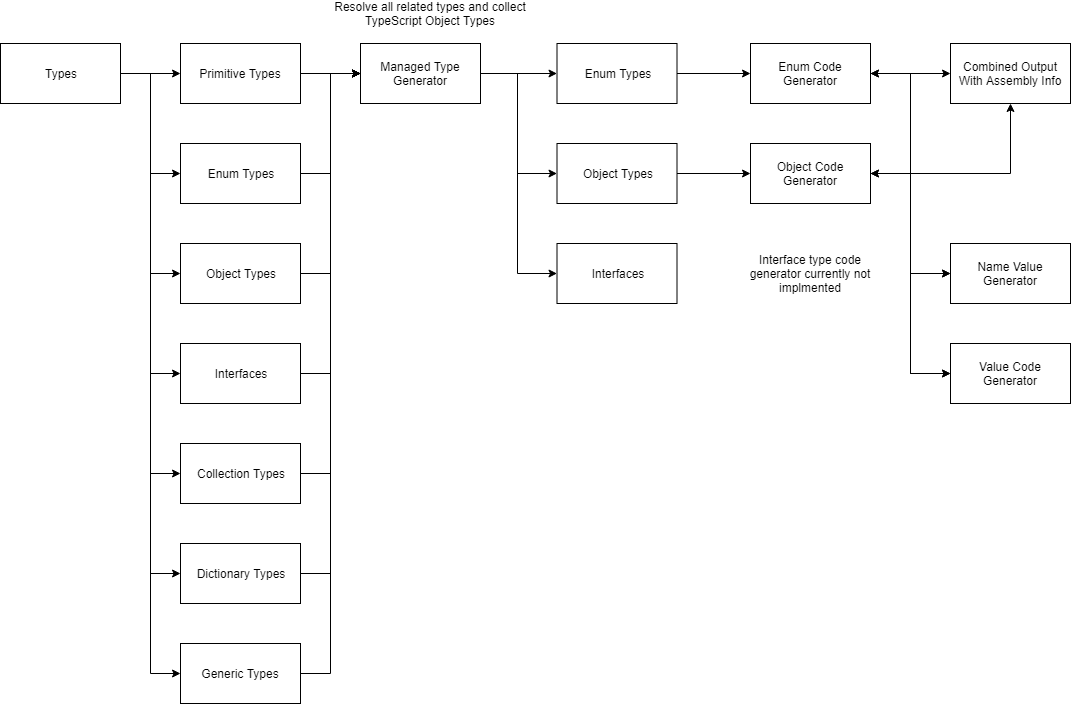 Resolve all related types and collect
TypeScript Object Types
Types
Primitive Types
Managed Type
Generator
Enum Types
Enum Code
Generator
Combined Output
With Assembly Info
Enum Types
Object Types
Object Code
Generator
Object Types
Interfaces
Interface type code
generator currently not
implmented
Name Value
Generator
Interfaces
Value Code
Generator
Collection Types
Dictionary Types
Generic Types